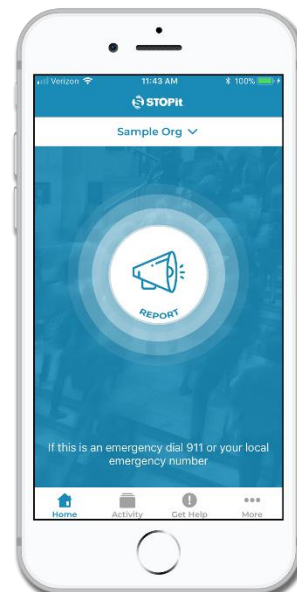 Verizon 11:43 AM 100%
STOPit
Sample Org
REPORT
If this is an emergency dial 911 or your local
emergency number
Home Activity Get Help More